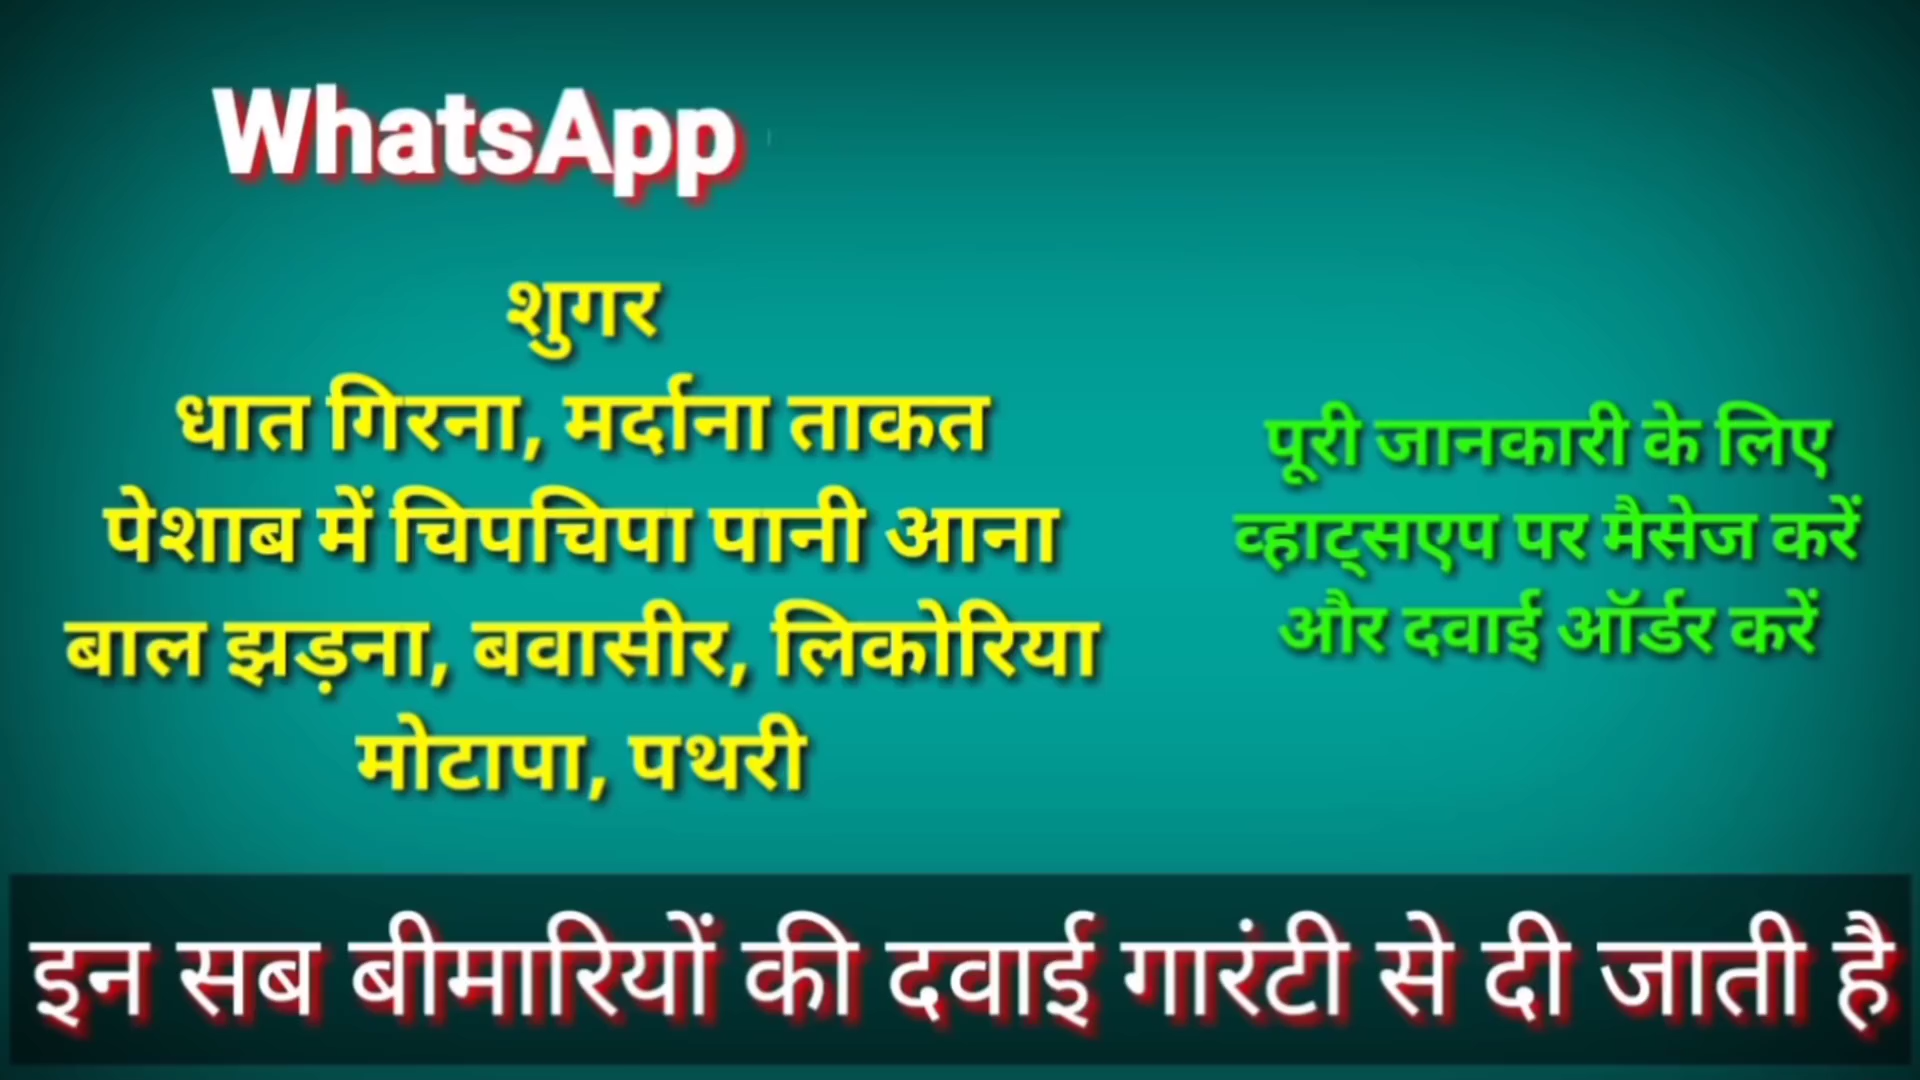 WhatsApp
शुगर
धात गिरना, मर्दाना ताकत
पेशाब में चिपचिपा पानी आना
बाल झड़ना, बवासीर, लिकोरिया
मोटापा, पथरी
पूरी जानकारी के लिए
व्हाट्सएप पर मैसेज करें
और दवाई ऑर्डर करें
इन सब बीमारियों की दवाई गारंटी से दी जाती है